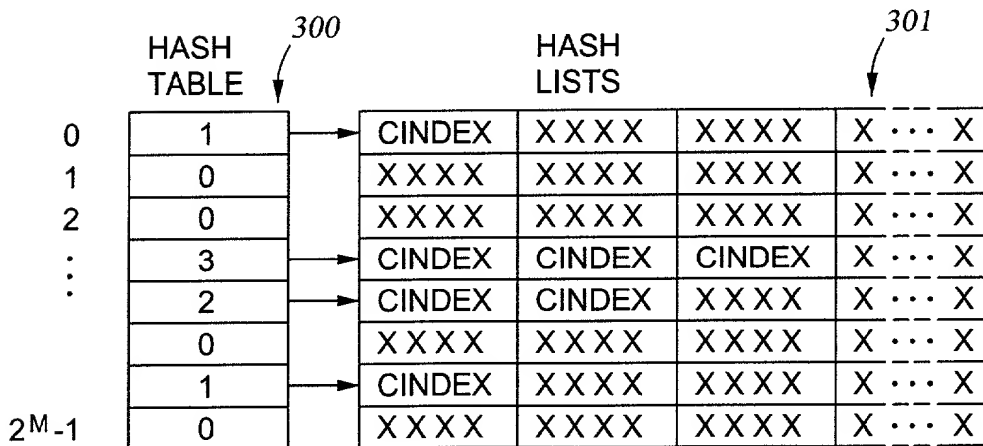 300
301
HASH TABLE
HASH LISTS
0 1 CINDEX XXXX XXXX X ··· X
1 0 XXXX XXXX XXXX X ··· X
2 0 XXXX XXXX XXXX X ··· X
⋮ 3 CINDEX CINDEX CINDEX X ··· X
2 CINDEX CINDEX XXXX X ··· X
0 XXXX XXXX XXXX X ··· X
1 CINDEX XXXX XXXX X ··· X
2^M-1 0 XXXX XXXX XXXX X ··· X